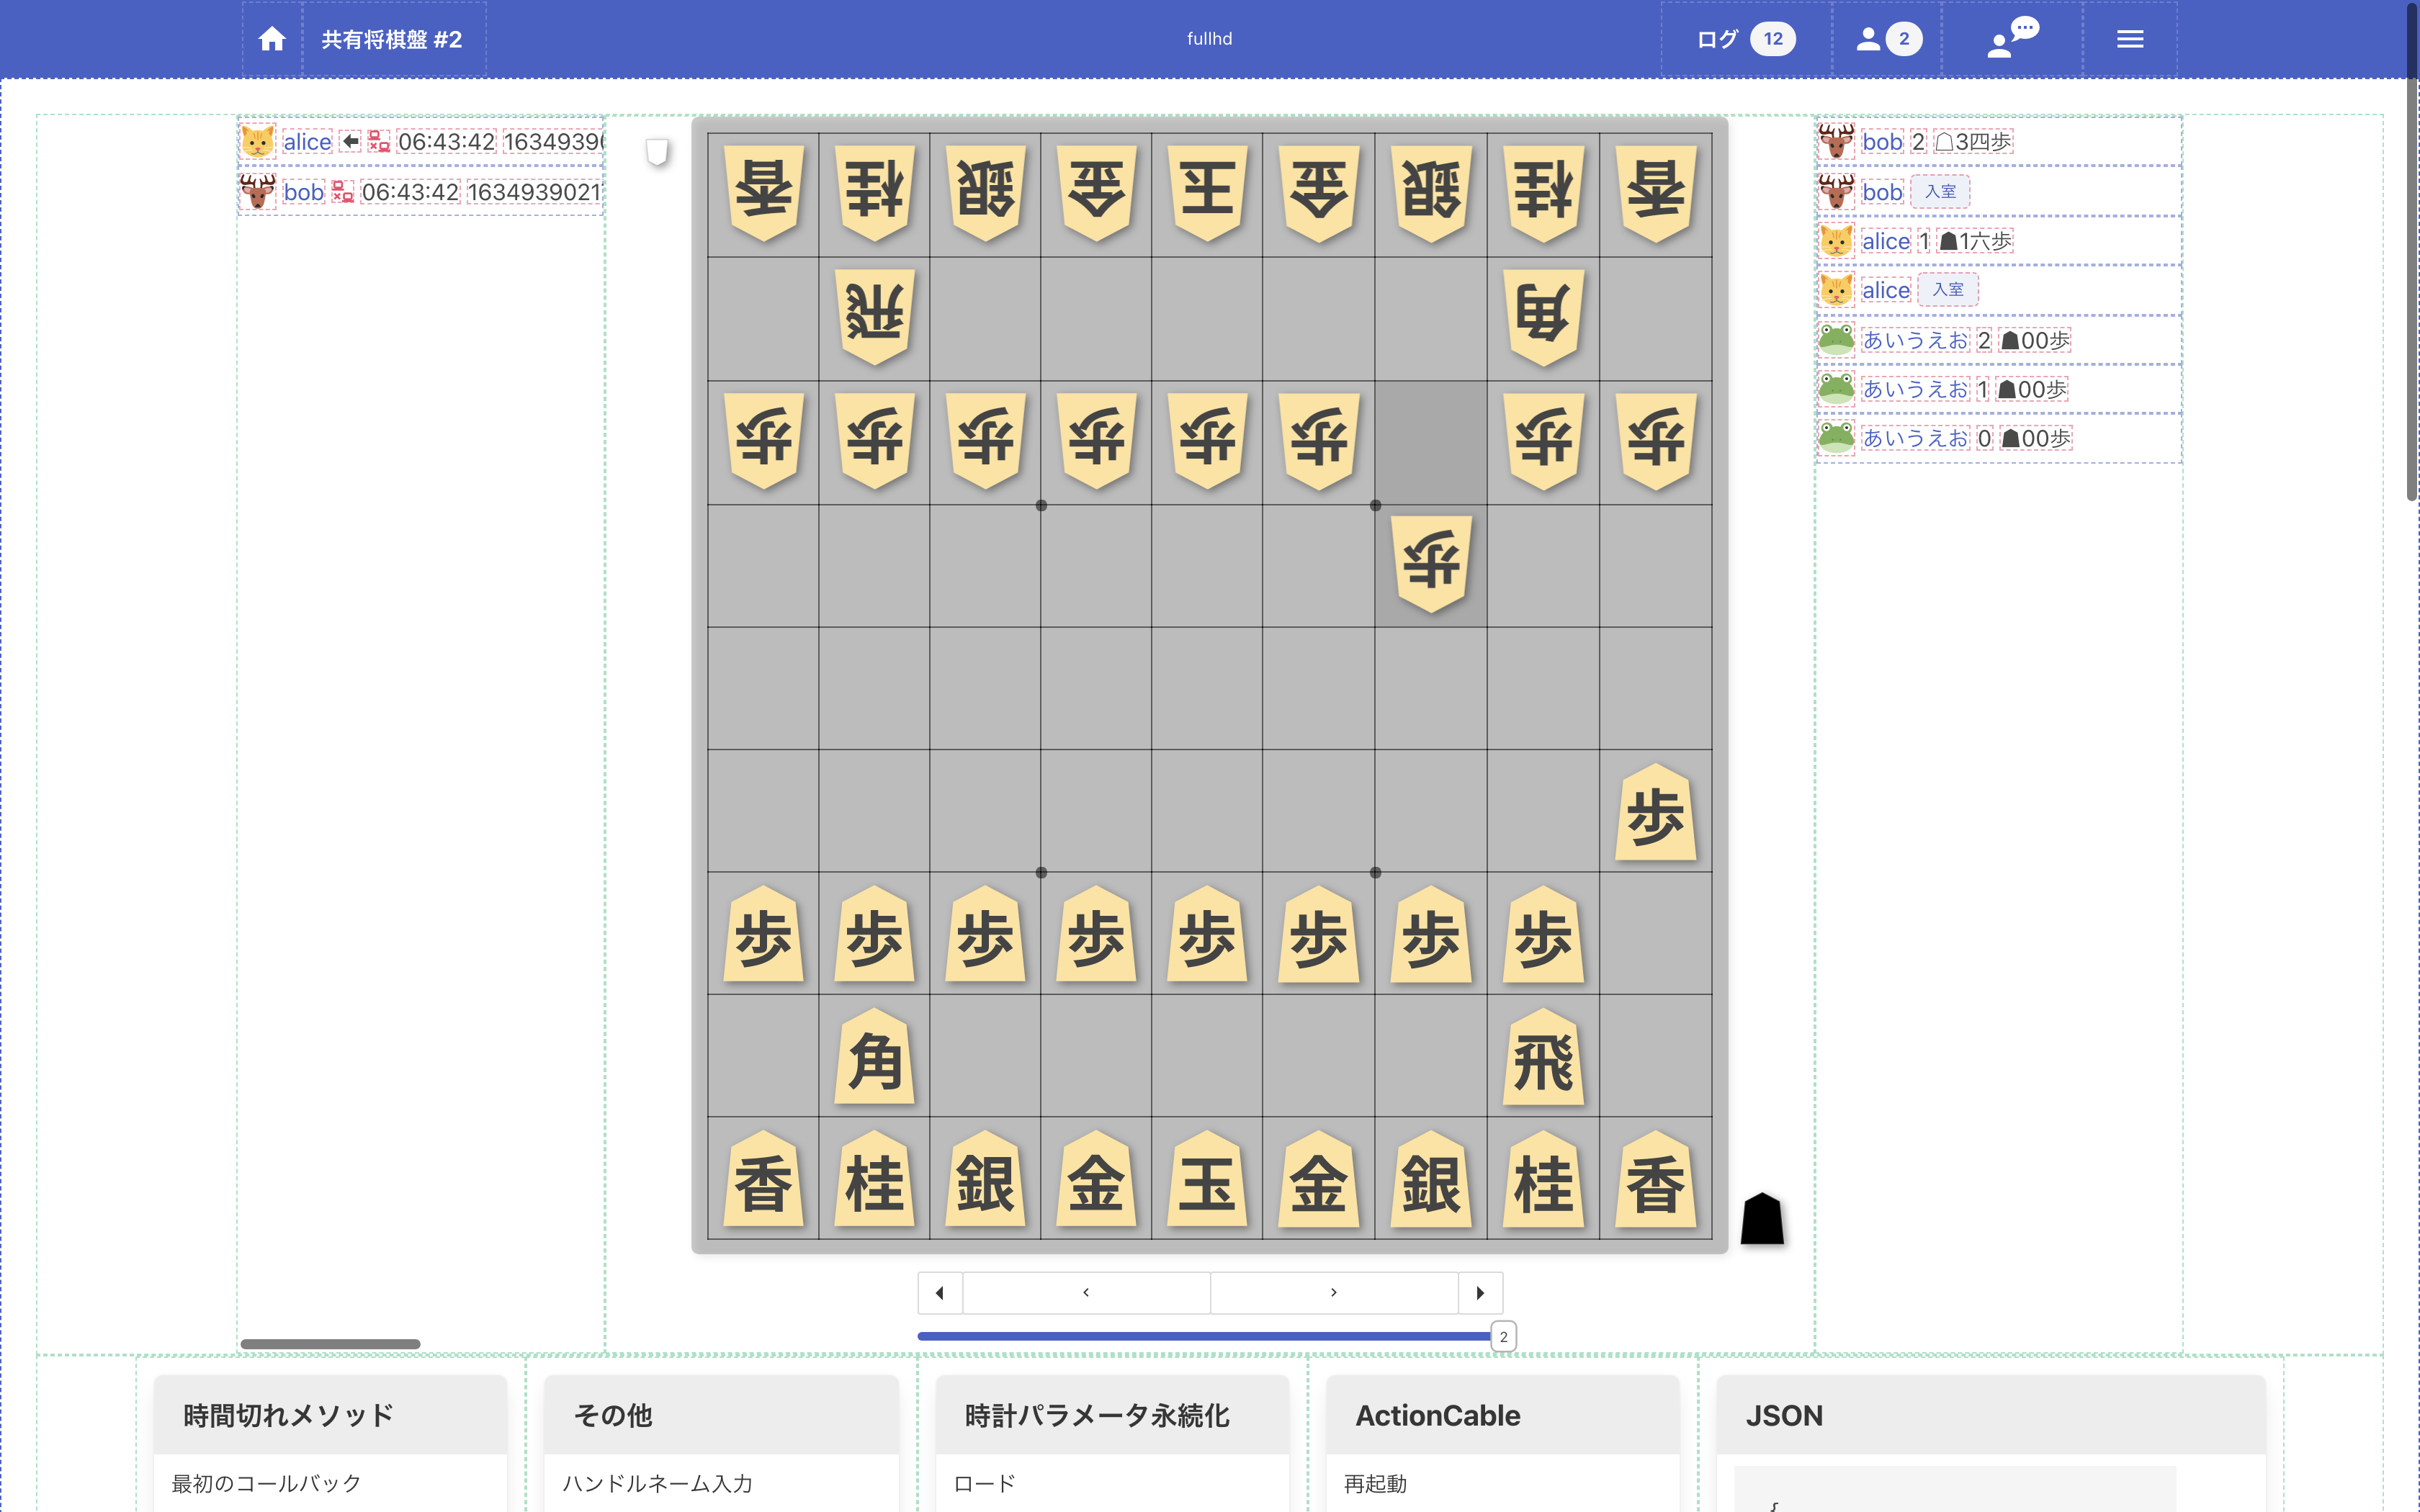 共有将棋盤 #2
fullhd
ログ 12
2
alice 06:43:42
bob 06:43:42 16349390217
香 桂 銀 金 玉 金 銀 桂 香
飛 角
歩 歩 歩 歩 歩 歩 歩 歩
歩
歩
歩 歩 歩 歩 歩 歩 歩 歩
角 飛
香 桂 銀 金 玉 金 銀 桂 香
bob 2 ☖3四歩
bob 入室
alice 1 ☗1六歩
alice 入室
あいうえお 2 ☗00歩
あいうえお 1 ☗00歩
あいうえお 0 ☗00歩
2
時間切れメソッド
最初のコールバック
その他
ハンドルネーム入力
時計パラメータ永続化
ロード
ActionCable
再起動
JSON
{